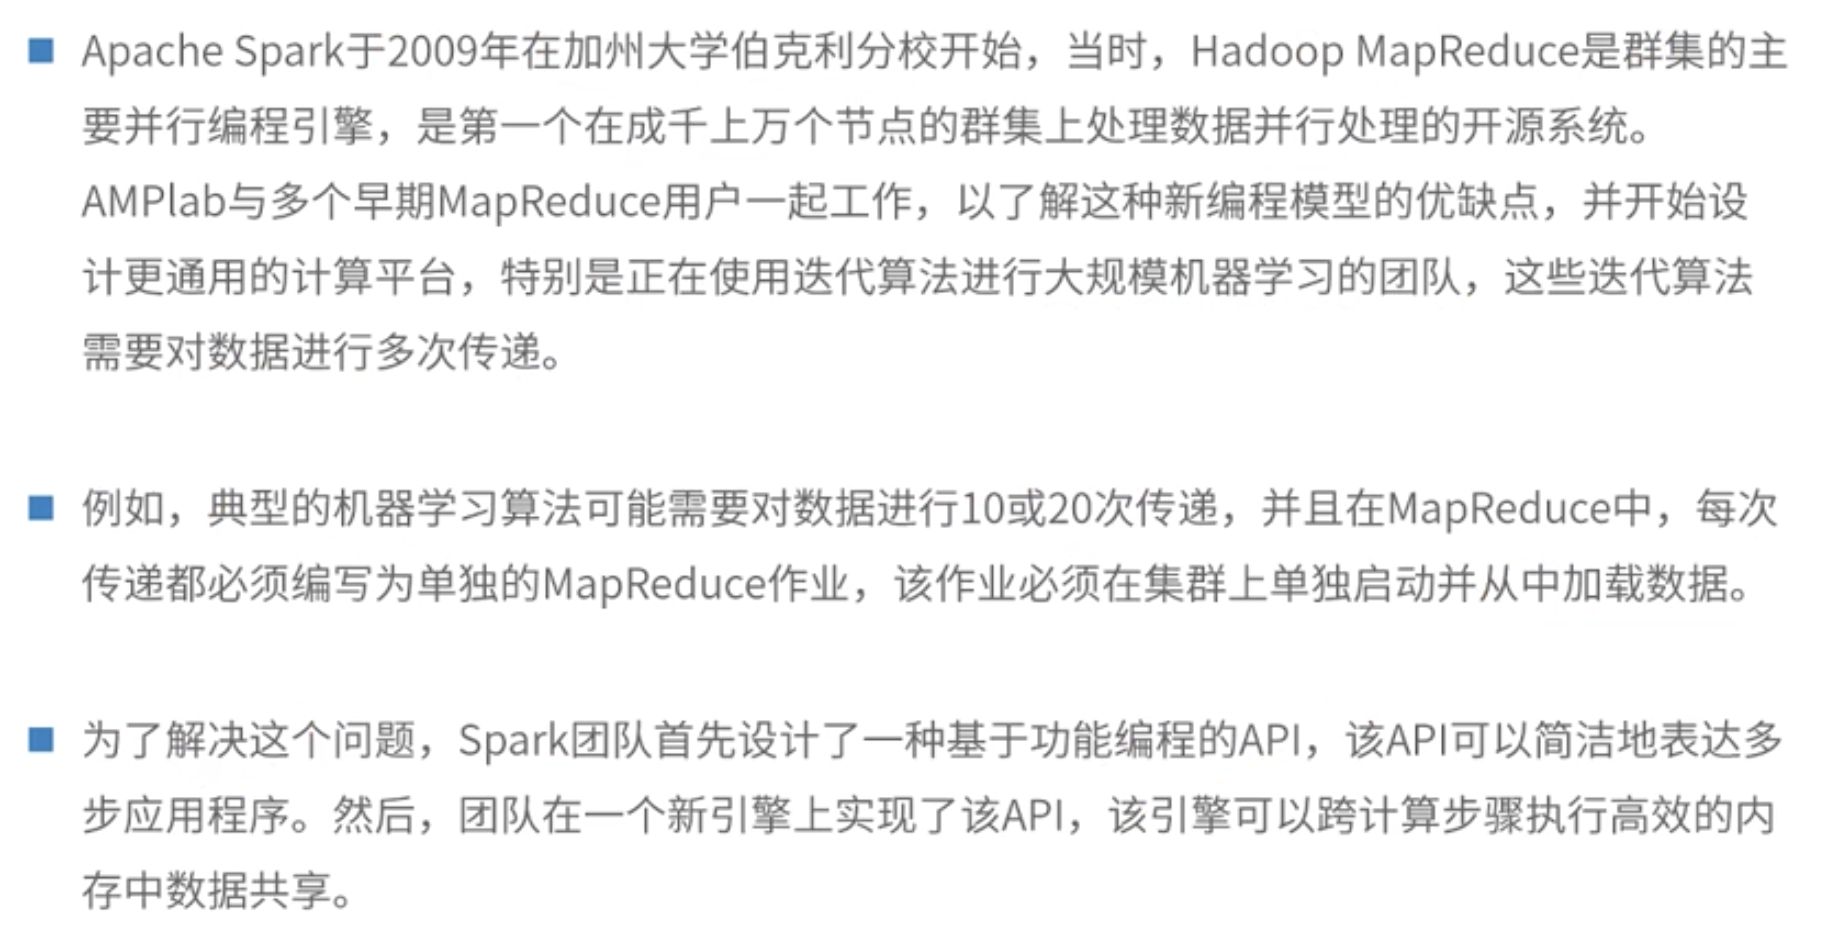 Apache Spark于2009年在加州大学伯克利分校开始，当时，Hadoop MapReduce是群集的主
要并行编程引擎，是第一个在成千上万个节点的群集上处理数据并行处理的开源系统。
AMPlab与多个早期MapReduce用户一起工作，以了解这种新编程模型的优缺点，并开始设
计更通用的计算平台，特别是正在使用迭代算法进行大规模机器学习的团队，这些迭代算法
需要对数据进行多次传递。
例如，典型的机器学习算法可能需要对数据进行10或20次传递，并且在MapReduce中，每次
传递都必须编写为单独的MapReduce作业，该作业必须在集群上单独启动并从中加载数据。
为了解决这个问题，Spark团队首先设计了一种基于功能编程的API，该API可以简洁地表达多
步应用程序。然后，团队在一个新引擎上实现了该API，该引擎可以跨计算步骤执行高效的内
存中数据共享。